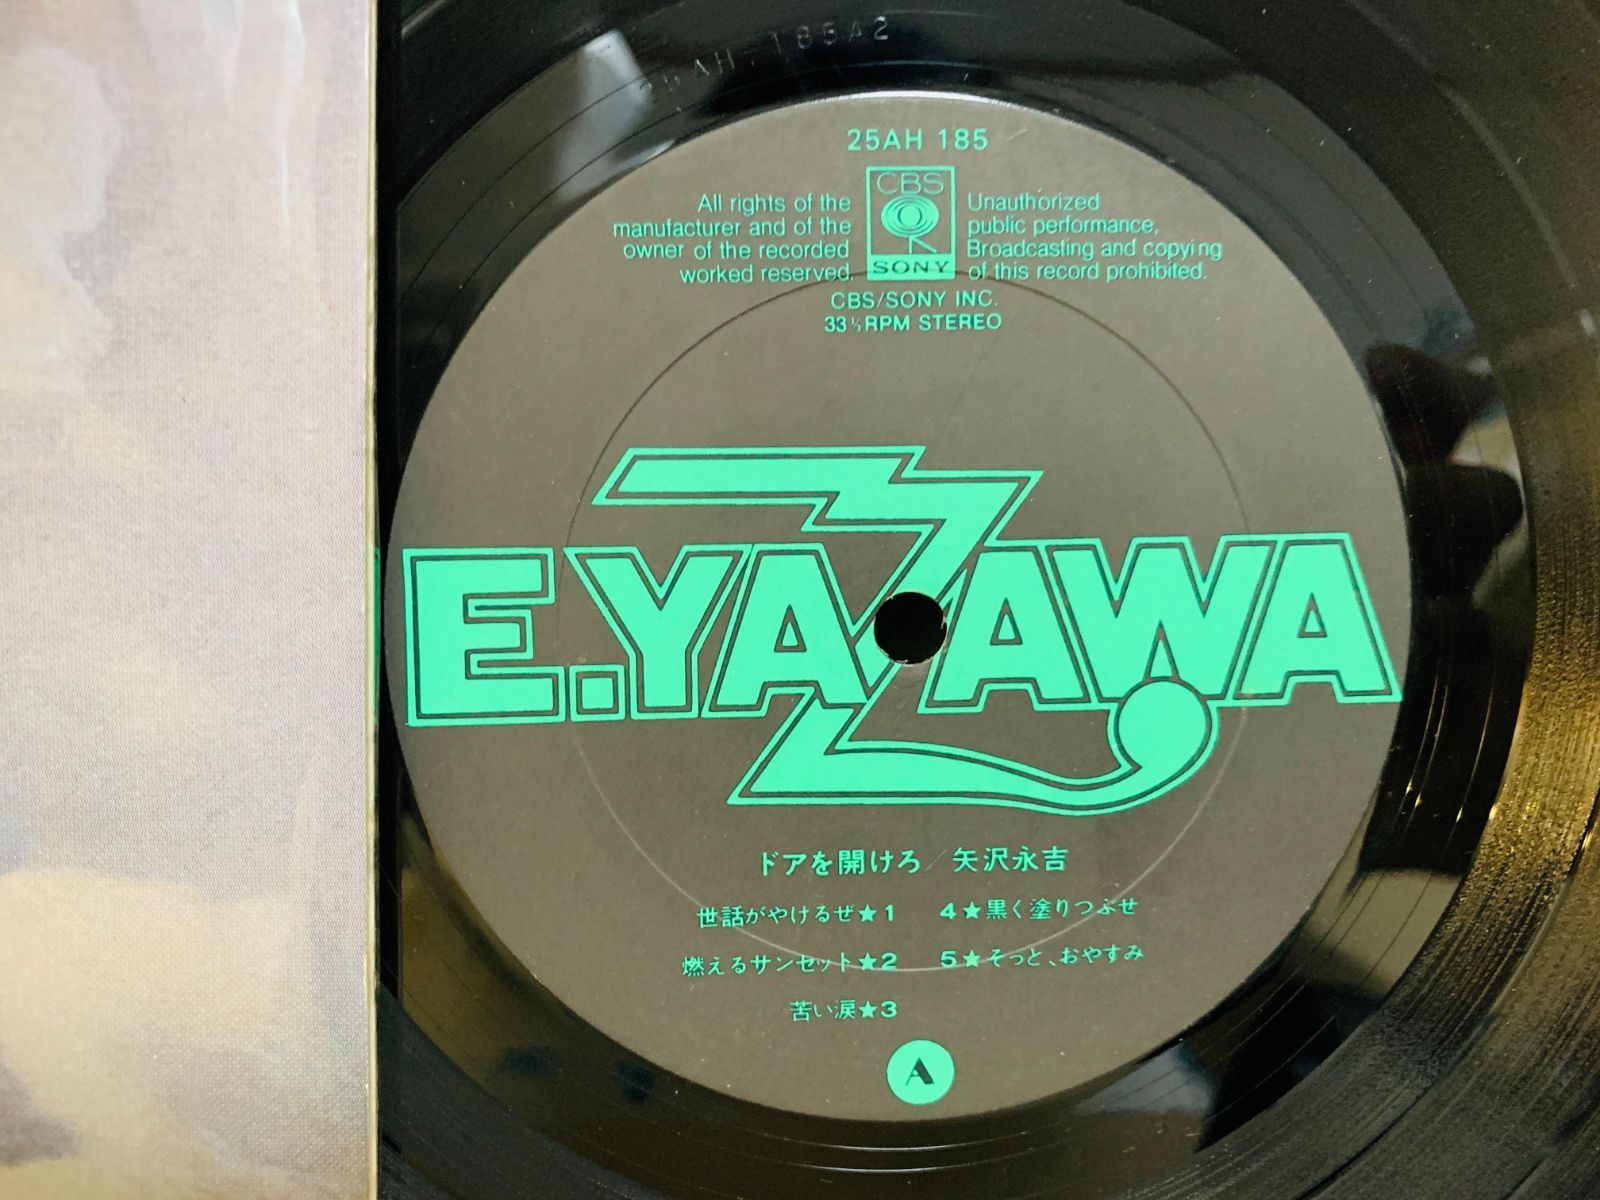 185A2
25AH 185
CBS
SONY
All rights of the
manufacturer and of the
owner of the recorded
worked reserved.
Unauthorized
public performance,
Broadcasting and copying
of this record prohibited.
CBS/SONY INC.
33⅓RPM STEREO
E.YAZAWA
ドアを開けろ/矢沢永吉
世話がやけるぜ★1
燃えるサンセット★2
苦い涙★3
4★黒く塗りつぶせ
5★そっと、おやすみ
A